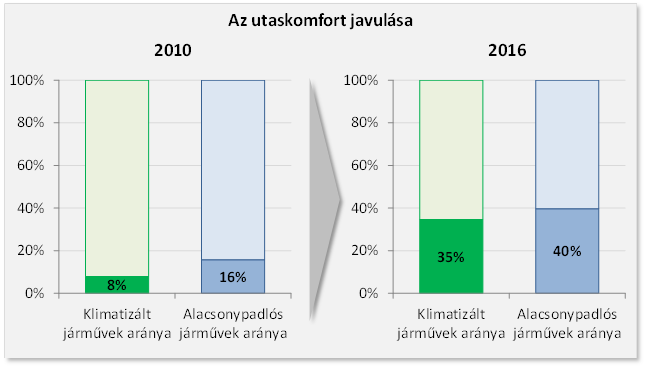 Az utaskomfort javulása
2010
100%
80%
60%
40%
20%
0%
8%
16%
Klimatizált
járművek aránya
Alacsonypadlós
járművek aránya
2016
100%
80%
60%
40%
20%
0%
35%
40%
Klimatizált
járművek aránya
Alacsonypadlós
járművek aránya